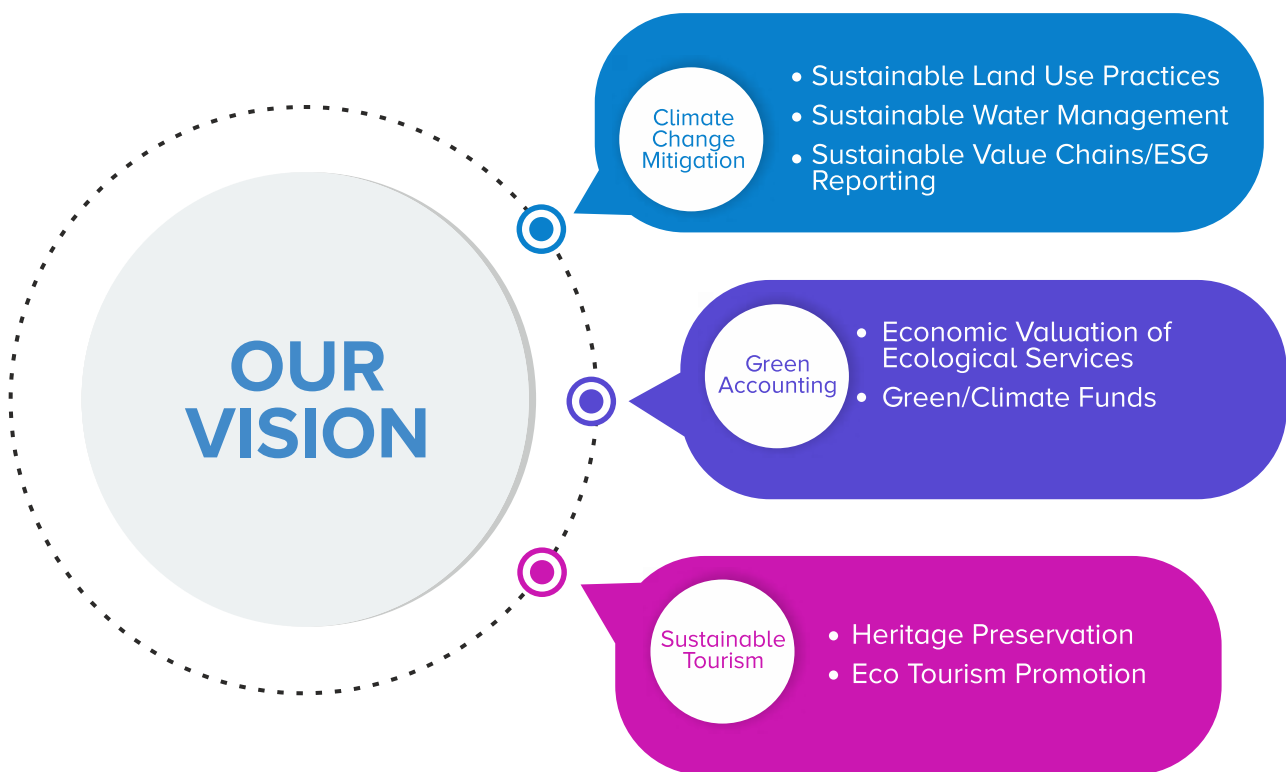 OUR
VISION
Climate
Change
Mitigation
• Sustainable Land Use Practices
• Sustainable Water Management
• Sustainable Value Chains/ESG
Reporting
Green
Accounting
• Economic Valuation of
Ecological Services
• Green/Climate Funds
Sustainable
Tourism
• Heritage Preservation
• Eco Tourism Promotion